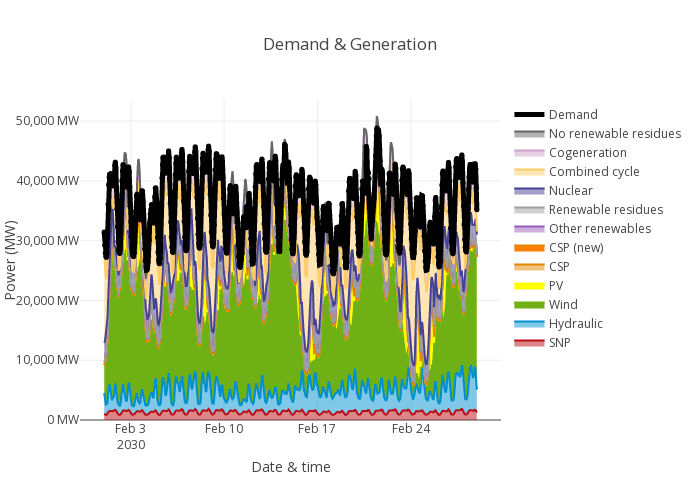 Demand & Generation
50,000 MW
40,000 MW
30,000 MW
20,000 MW
10,000 MW
0 MW
Power (MW)
Feb 3
2030
Feb 10
Feb 17
Feb 24
Date & time
Demand
No renewable residues
Cogeneration
Combined cycle
Nuclear
Renewable residues
Other renewables
CSP (new)
CSP
PV
Wind
Hydraulic
SNP